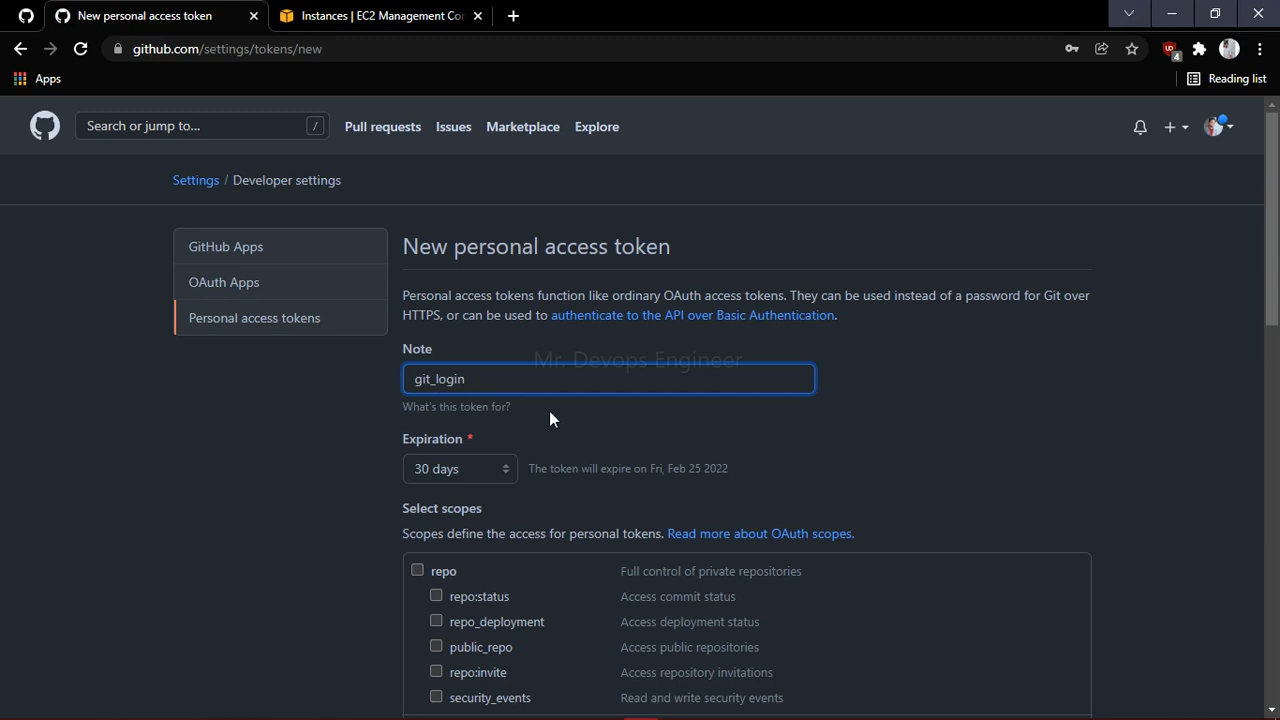 New personal access token
Instances | EC2 Management Con
github.com/settings/tokens/new
4
Apps
Reading list
Search or jump to...
/
Pull requests
Issues
Marketplace
Explore
Settings / Developer settings
GitHub Apps
OAuth Apps
Personal access tokens
New personal access token
Personal access tokens function like ordinary OAuth access tokens. They can be used instead of a password for Git over
HTTPS, or can be used to authenticate to the API over Basic Authentication.
Note
Mr. Devops Engineer
git_login
What's this token for?
Expiration *
30 days
The token will expire on Fri, Feb 25 2022
Select scopes
Scopes define the access for personal tokens. Read more about OAuth scopes.
repo Full control of private repositories
repo:status Access commit status
repo_deployment Access deployment status
public_repo Access public repositories
repo:invite Access repository invitations
security_events Read and write security events